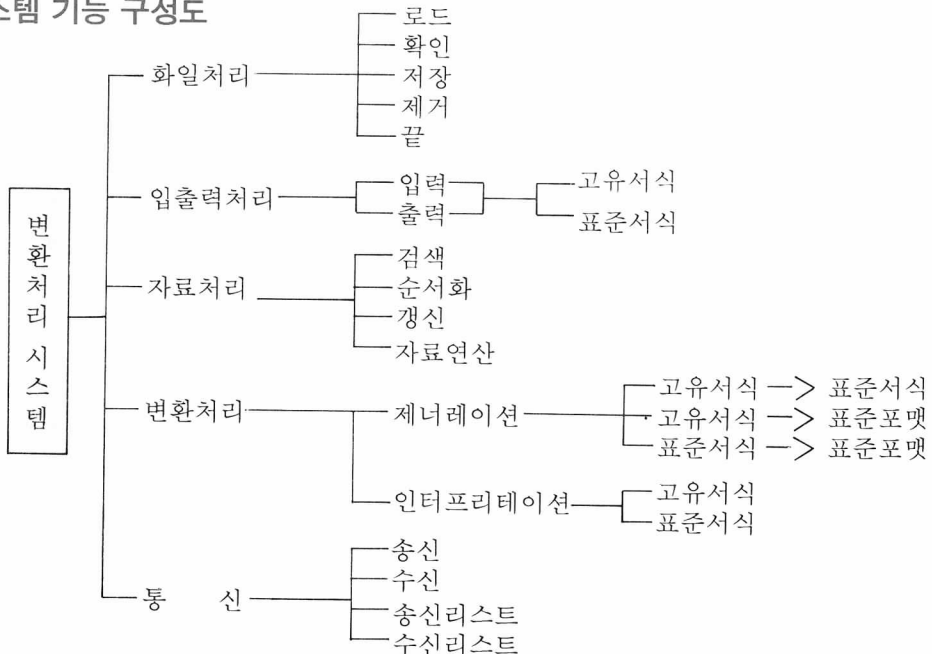 스템 기능 구성도
변환처리 시스템
화일처리
로드
확인
저장
제거
끝
입출력처리
입력
출력
고유서식
표준서식
자료처리
검색
순서화
갱신
자료연산
변환처리
제너레이션
고유서식 —> 표준서식
고유서식 —> 표준포맷
표준서식 —> 표준포맷
인터프리테이션
고유서식
표준서식
통 신
송신
수신
송신리스트
수신리스트